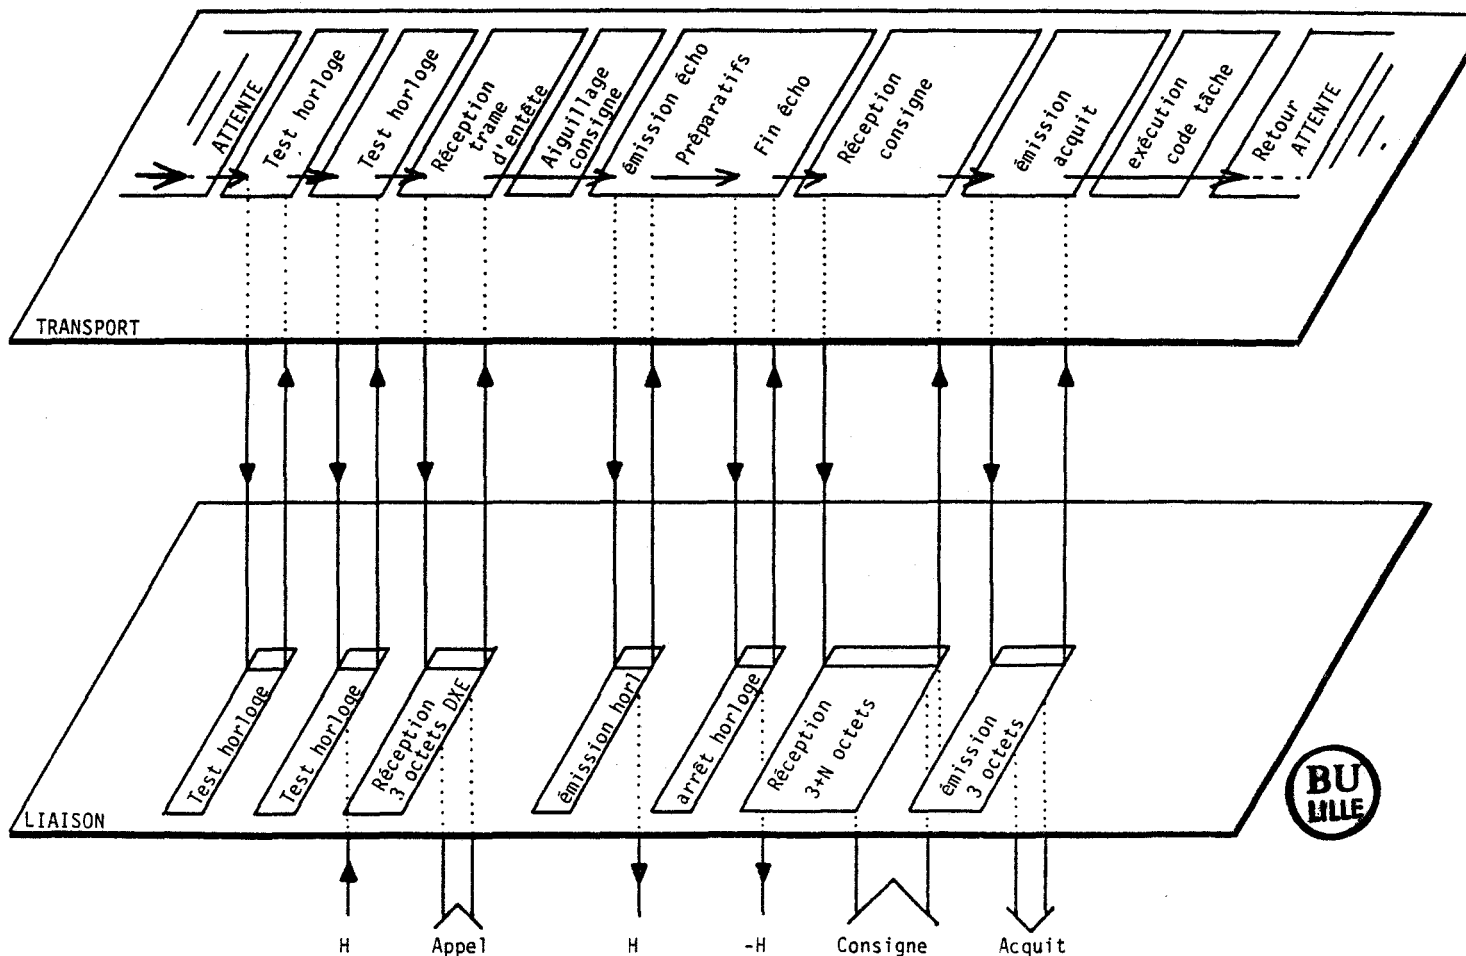 ATTENTE
Test horloge
Test horloge
Réception
trame
d'entête
Aiguillage
consigne
émission écho
Préparatifs
Fin écho
Réception
consigne
émission
acquit
exécution
code tâche
Retour
ATTENTE
TRANSPORT
Test horloge
Test horloge
Réception
3 octets DXE
émission horl
arrêt horloge
Réception
3+N octets
émission
3 octets
LIAISON
BU
LILLE
H
Appel
H
-H
Consigne
Acquit